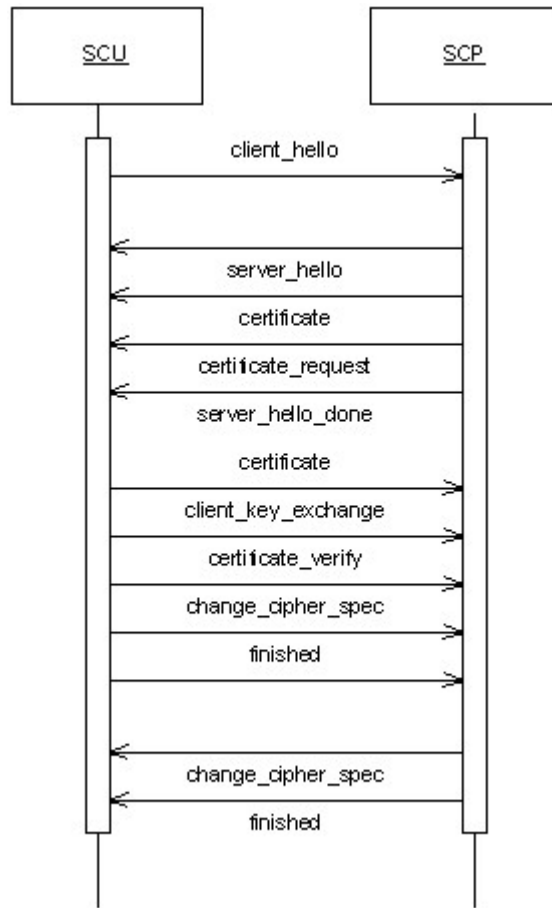 SCU
SCP
client_hello
server_hello
certificate
certificate_request
server_hello_done
certificate
client_key_exchange
certificate_verify
change_cipher_spec
finished
change_cipher_spec
finished